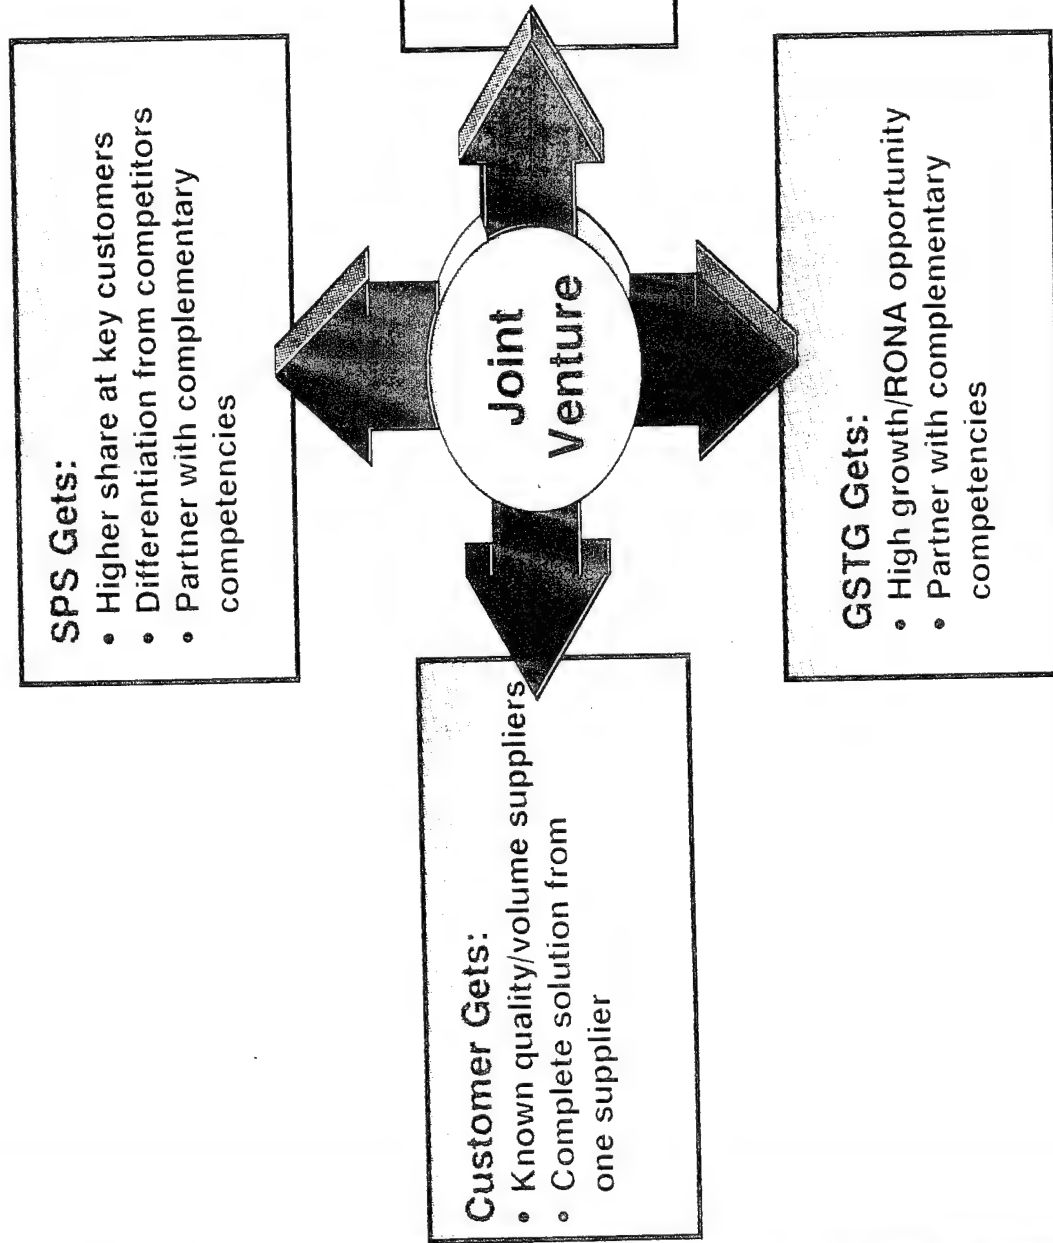 SPS Gets:
• Higher share at key customers
• Differentiation from competitors
• Partner with complementary
competencies
Customer Gets:
• Known quality/volume suppliers
• Complete solution from
one supplier
Joint
Venture
GSTG Gets:
• High growth/RONA opportunity
• Partner with complementary
competencies